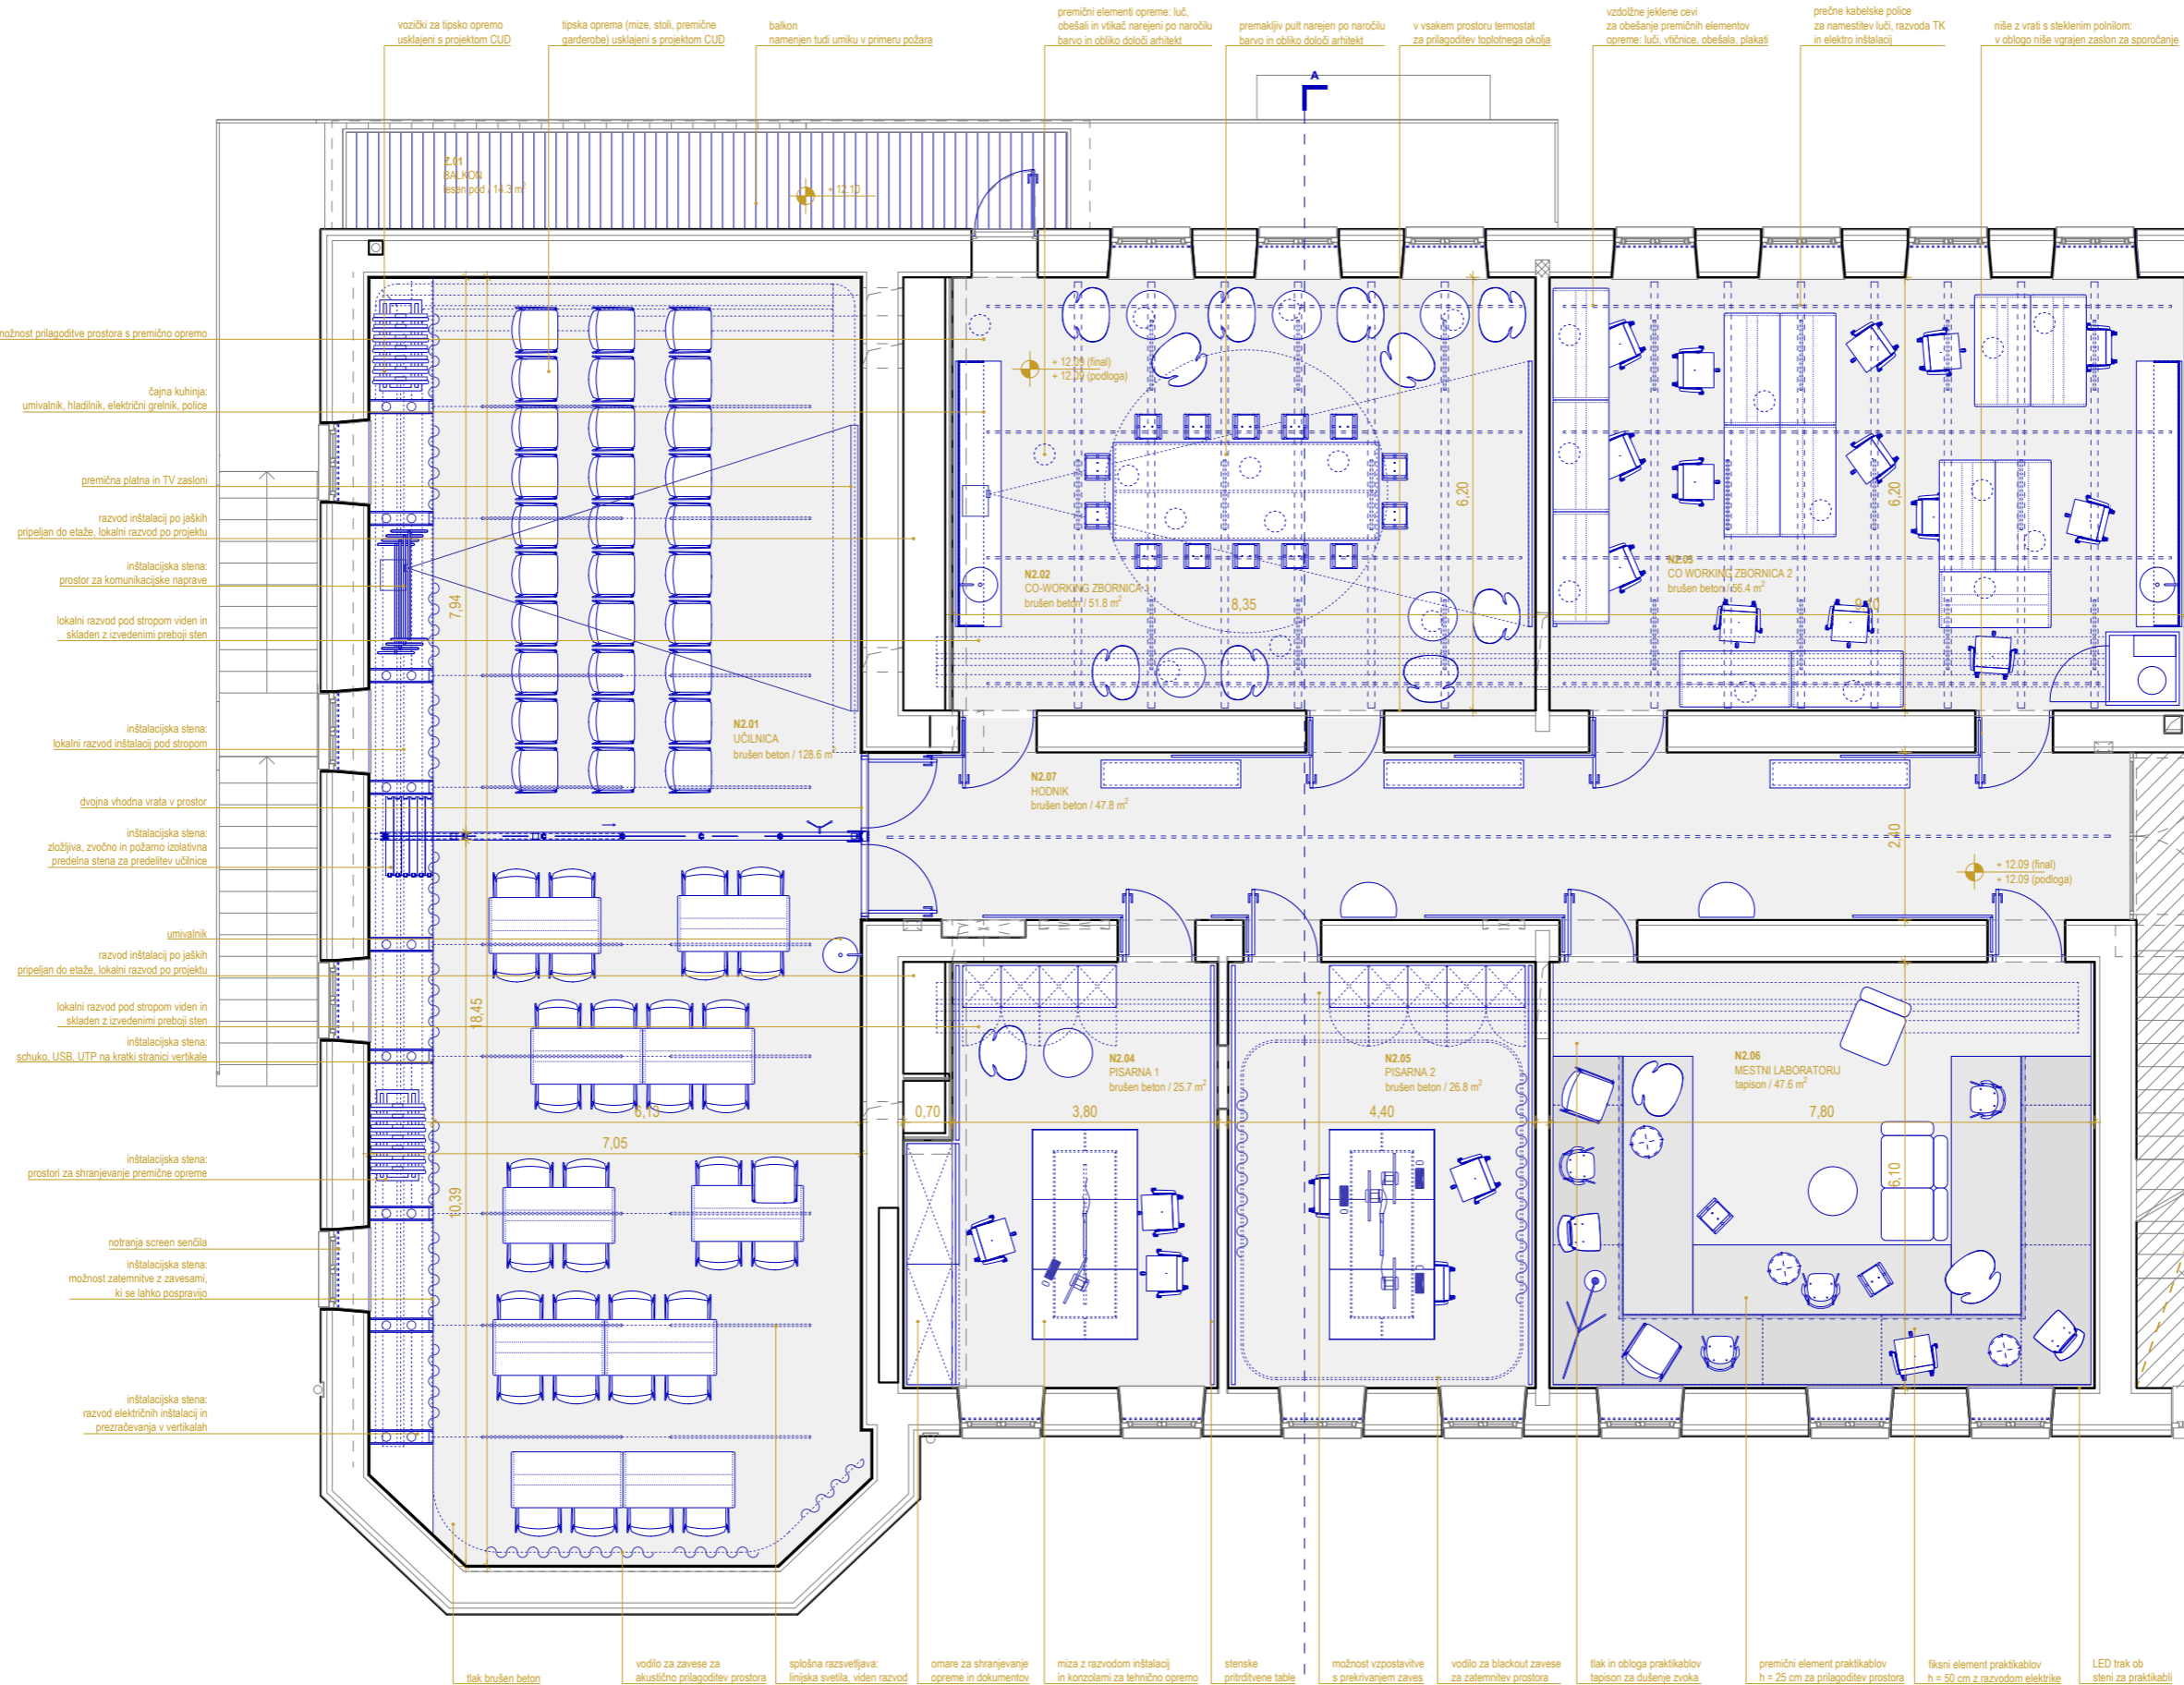 vozički za tipsko opremo
usklajeni s projektom CUD
tipska oprema (mize, stoli, premične
garderobe) usklajeni s projektom CUD
balkon
namenjen tudi umiku v primeru požara
premični elementi opreme: luč,
obešali in vtikač narejeni po naročilu
barvo in obliko določi arhitekt
premakljiv pult narejen po naročilu
barvo in obliko določi arhitekt
v vsakem prostoru termostat
za prilagoditev toplotnega okolja
vzdolžne jeklene cevi
za obešanje premičnih elementov
opreme: luči, vtičnice, obešala, plakati
prečne kabelske police
za namestitev luči, razvoda TK
in elektro inštalacij
niše z vrati s steklenim polnilom:
v oblogo niše vgrajen zaslon za sporočanje
A
Z.01
BALKON
lesen pod / 14.3 m²
+ 12.10
možnost prilagoditve prostora s premično opremo
čajna kuhinja:
umivalnik, hladilnik, električni grelnik, police
premična platna in TV zasloni
razvod inštalacij po jaških
pripeljan do etaže, lokalni razvod po projektu
inštalacijska stena:
prostor za komunikacijske naprave
lokalni razvod pod stropom viden in
skladen z izvedenimi preboji sten
inštalacijska stena:
lokalni razvod inštalacij pod stropom
dvojna vhodna vrata v prostor
inštalacijska stena:
zložljiva, zvočno in požarno izolativna
predelna stena za predelitev učilnice
umivalnik
razvod inštalacij po jaških
pripeljan do etaže, lokalni razvod po projektu
lokalni razvod pod stropom viden in
skladen z izvedenimi preboji sten
inštalacijska stena:
schuko, USB, UTP na kratki stranici vertikale
inštalacijska stena:
prostori za shranjevanje premične opreme
notranja screen senčila
inštalacijska stena:
možnost zatemnitve z zavesami,
ki se lahko pospravijo
inštalacijska stena:
razvod električnih inštalacij in
prezračevanja v vertikalah
+ 12.09 (final)
+ 12.09 (podloga)
6,20
6,20
N2.02
CO-WORKING ZBORNICA 1
brušen beton / 51.8 m²
8,35
N2.03
CO WORKING ZBORNICA 2
brušen beton / 56.4 m²
9,10
7,94
N2.01
UČILNICA
brušen beton / 128.6 m²
N2.07
HODNIK
brušen beton / 47.8 m²
2,40
+ 12.09 (final)
+ 12.09 (podloga)
18,45
N2.04
PISARNA 1
brušen beton / 25.7 m²
N2.05
PISARNA 2
brušen beton / 26.8 m²
N2.06
MESTNI LABORATORIJ
tapison / 47.6 m²
6,13
0,70
3,80
4,40
7,80
7,05
10,39
6,10
tlak brušen beton
vodilo za zavese za
akustično prilagoditev prostora
splošna razsvetljava:
linijska svetila, viden razvod
omare za shranjevanje
opreme in dokumentov
miza z razvodom inštalacij
in konzolami za tehnično opremo
stenske
pritrditvene table
možnost vzpostavitve
s prekrivanjem zaves
vodilo za blackout zavese
za zatemnitev prostora
tlak in obloga praktikablov
tapison za dušenje zvoka
premični element praktikablov
h = 25 cm za prilagoditev prostora
fiksni element praktikablov
h = 50 cm z razvodom elektrike
LED trak ob
steni za praktikabli